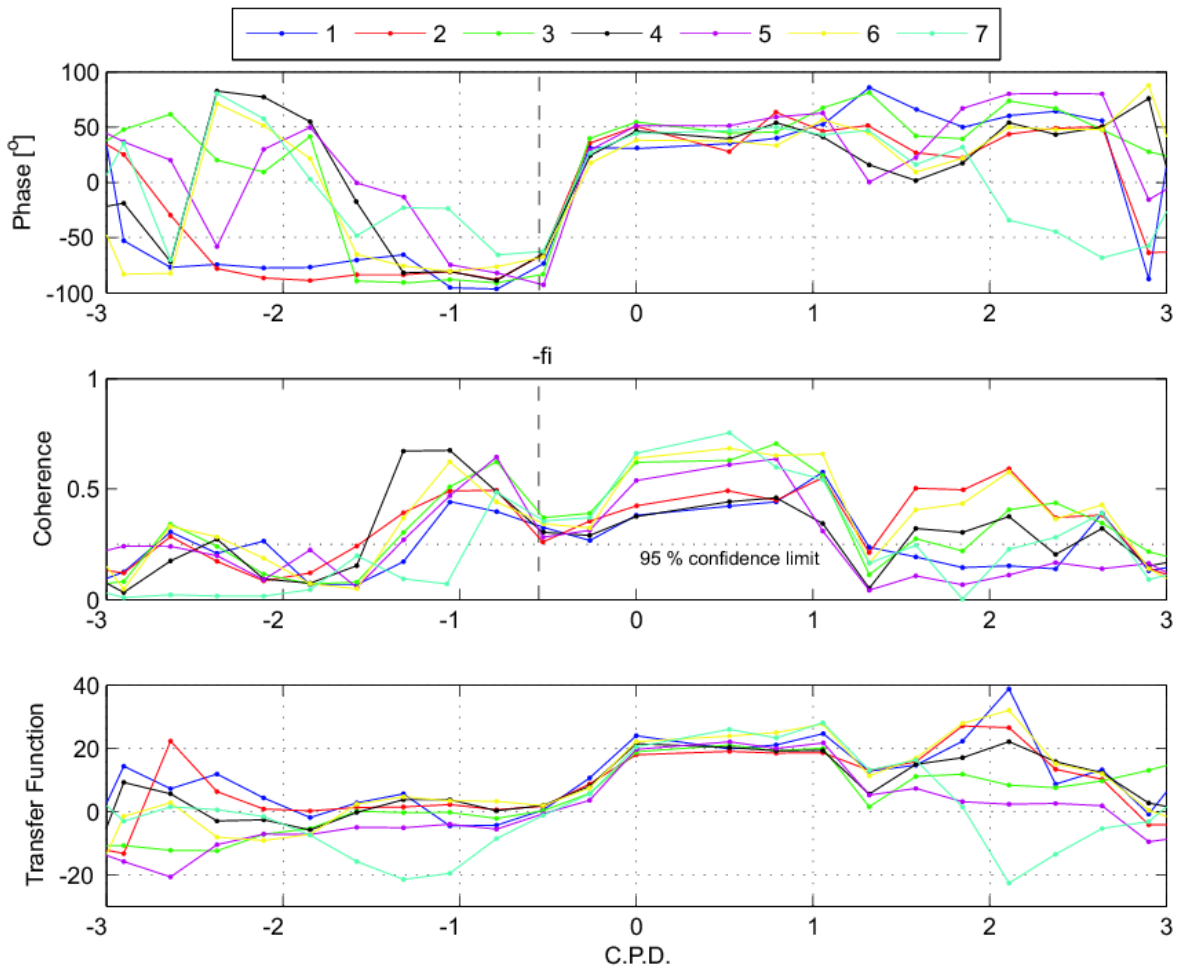 1 2 3 4 5 6 7
100
50
0
-50
-100
Phase [o]
-3 -2 -1 0 1 2 3
-fi
1
0.5
0
Coherence
95 % confidence limit
-3 -2 -1 0 1 2 3
40
20
0
-20
Transfer Function
-3 -2 -1 0 1 2 3
C.P.D.